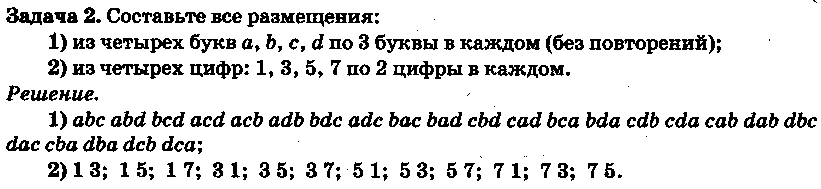 Задача 2. Составьте все размещения:
1) из четырех букв a, b, c, d по 3 буквы в каждом (без повторений);
2) из четырех цифр: 1, 3, 5, 7 по 2 цифры в каждом.
Решение.
1) abc abd bcd acd acb adb bdc adc bac bad cbd cad bca bda cdb cda cab dab dbc
dac cba dba dcb dca;
2) 1 3; 1 5; 1 7; 3 1; 3 5; 3 7; 5 1; 5 3; 5 7; 7 1; 7 3; 7 5.